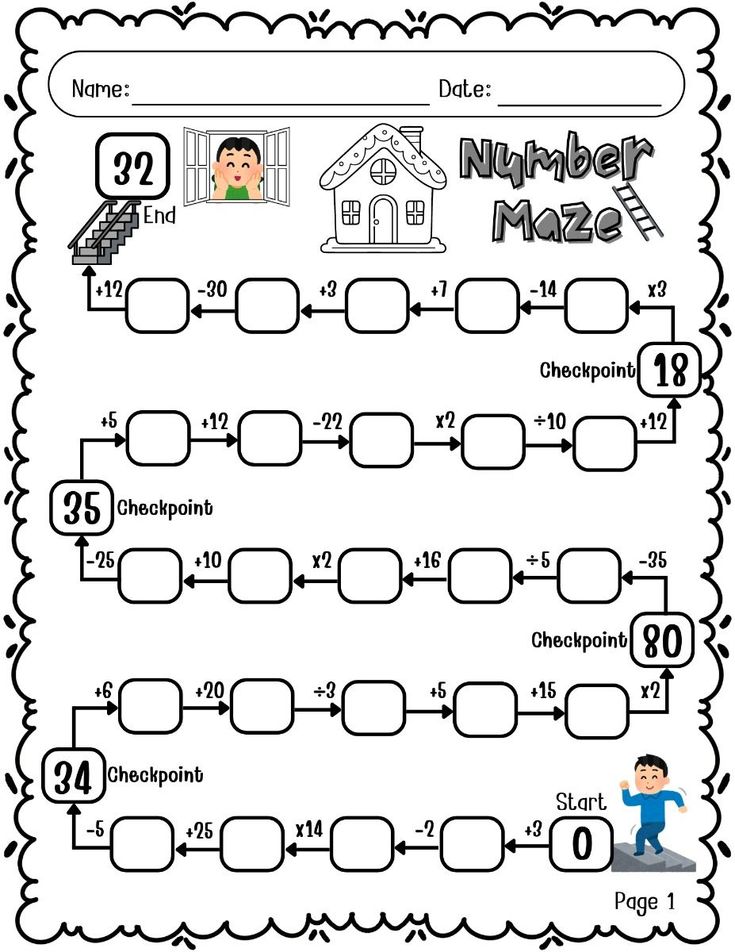 Name: Date:
32
End
Number
Maze
+12 -30 +3 +7 -14 x3
Checkpoint 18
+5 +12 -22 x2 ÷10 +12
35 Checkpoint
-25 +10 x2 +16 ÷5 -35
Checkpoint 80
+6 +20 ÷3 +5 +15 x2
34 Checkpoint
Start
-5 +25 x14 -2 +3 0
Page 1